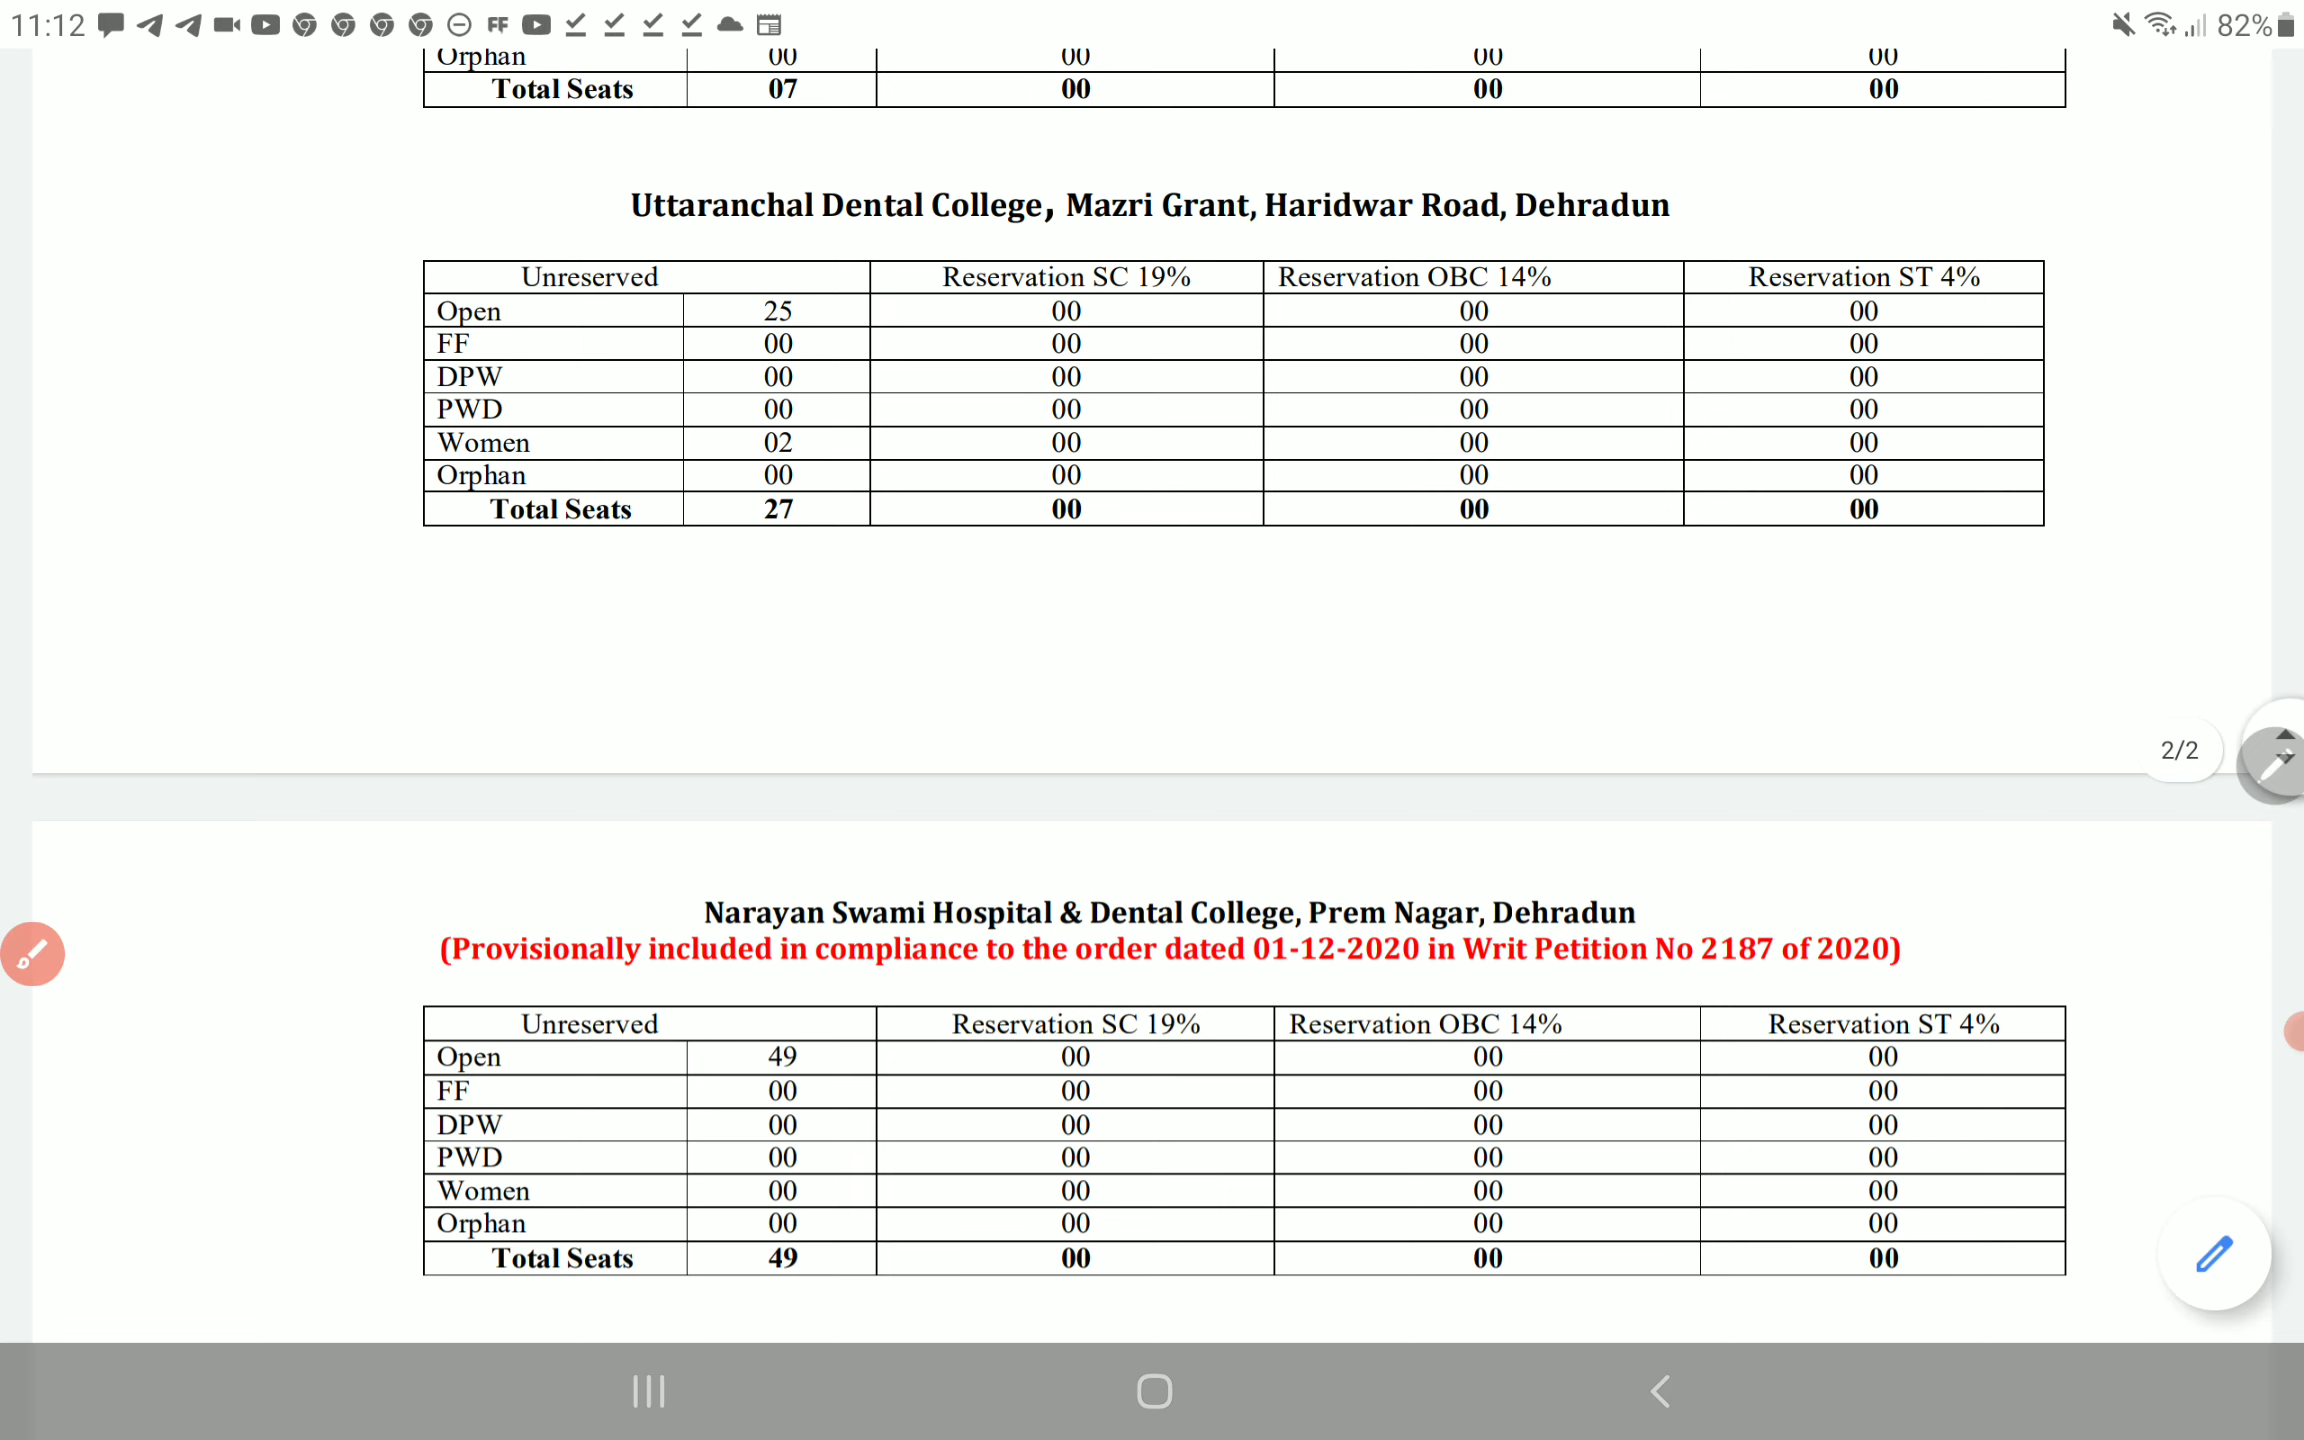 11:12 FF 82%
Orphan 00 00 00 00
Total Seats 07 00 00 00
Uttaranchal Dental College, Mazri Grant, Haridwar Road, Dehradun
Unreserved Reservation SC 19% Reservation OBC 14% Reservation ST 4%
Open 25 00 00 00
FF 00 00 00 00
DPW 00 00 00 00
PWD 00 00 00 00
Women 02 00 00 00
Orphan 00 00 00 00
Total Seats 27 00 00 00
2/2
Narayan Swami Hospital & Dental College, Prem Nagar, Dehradun
(Provisionally included in compliance to the order dated 01-12-2020 in Writ Petition No 2187 of 2020)
Unreserved Reservation SC 19% Reservation OBC 14% Reservation ST 4%
Open 49 00 00 00
FF 00 00 00 00
DPW 00 00 00 00
PWD 00 00 00 00
Women 00 00 00 00
Orphan 00 00 00 00
Total Seats 49 00 00 00